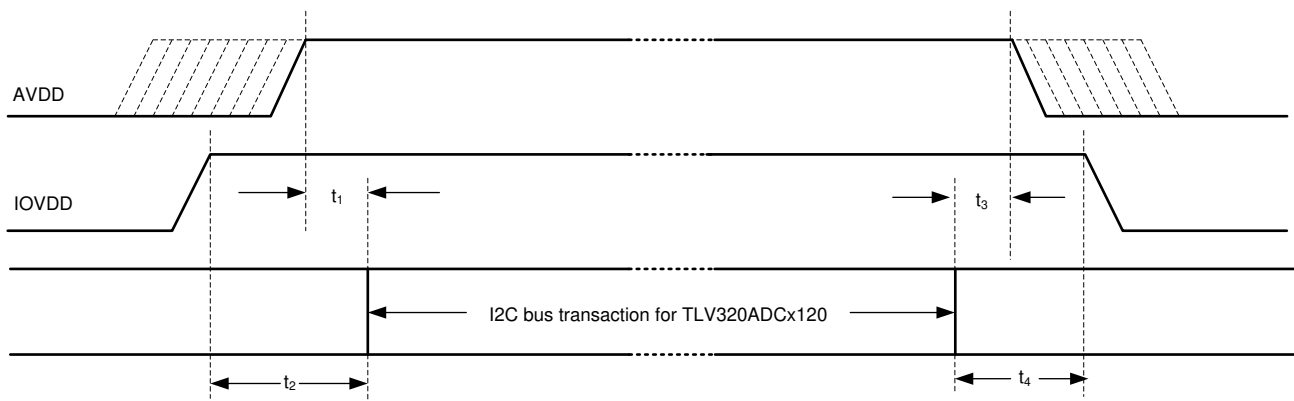 AVDD
IOVDD
t₁
t₃
I2C bus transaction for TLV320ADCx120
t₂
t₄